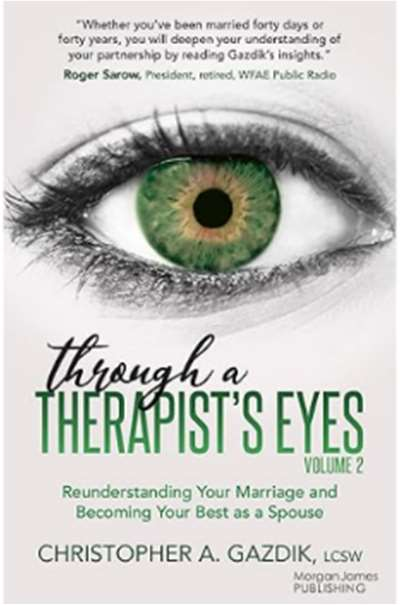 "Whether you've been married forty days or
forty years, you will deepen your understanding of
your partnership by reading Gazdik's insights."
Roger Sarow, President, retired, WFAE Public Radio
through a
THERAPIST'S EYES
VOLUME 2
Reunderstanding Your Marriage and
Becoming Your Best as a Spouse
CHRISTOPHER A. GAZDIK, LCSW
Morgan James
PUBLISHING